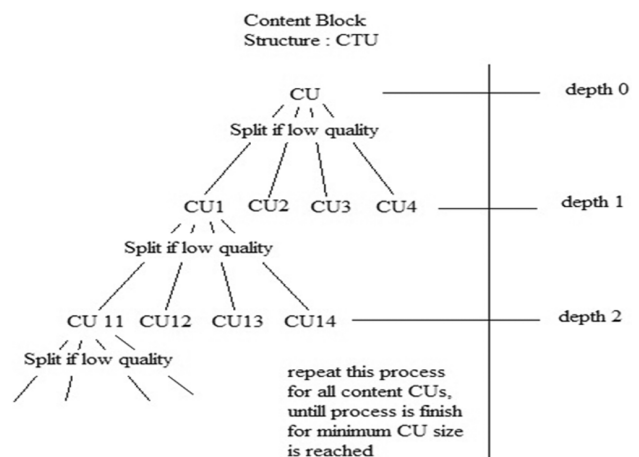 Content Block
Structure : CTU
CU
depth 0
Split if low quality
CU1 CU2 CU3 CU4
depth 1
Split if low quality
CU 11 CU12 CU13 CU14
depth 2
Split if low quality
repeat this process
for all content CUs,
untill process is finish
for minimum CU size
is reached